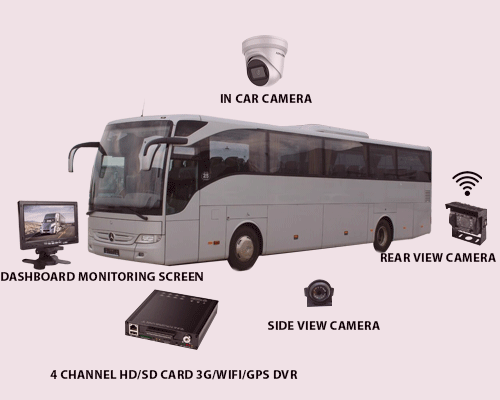 IN CAR CAMERA
REAR VIEW CAMERA
DASHBOARD MONITORING SCREEN
SIDE VIEW CAMERA
4 CHANNEL HD/SD CARD 3G/WIFI/GPS DVR